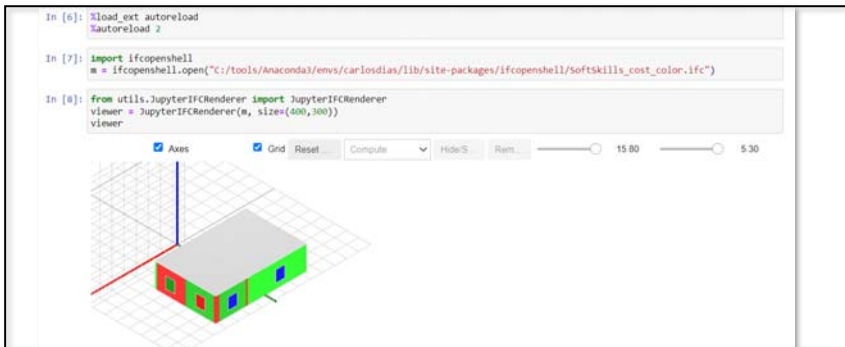 In [6]: %load_ext autoreload
%autoreload 2
In [7]: import ifcopenshell
m = ifcopenshell.open("C:/tools/Anaconda3/envs/carlosdias/lib/site-packages/ifcopenshell/SoftSkills_cost_color.ifc")
In [8]: from utils.JupyterIFCRenderer import JupyterIFCRenderer
viewer = JupyterIFCRenderer(m, size=(400,300))
viewer
Axes Grid Reset ... Compute Hide/S... Rem... 15.80 5.30